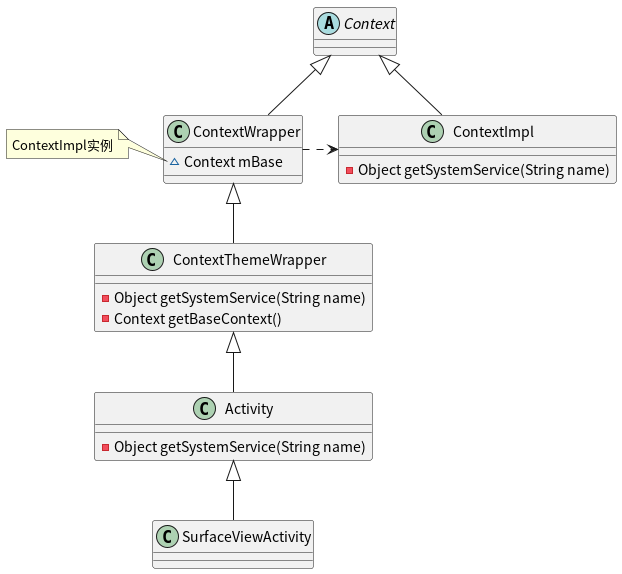 A Context
C ContextWrapper
Context mBase
ContextImpl实例
C ContextImpl
Object getSystemService(String name)
C ContextThemeWrapper
Object getSystemService(String name)
Context getBaseContext()
C Activity
Object getSystemService(String name)
C SurfaceViewActivity